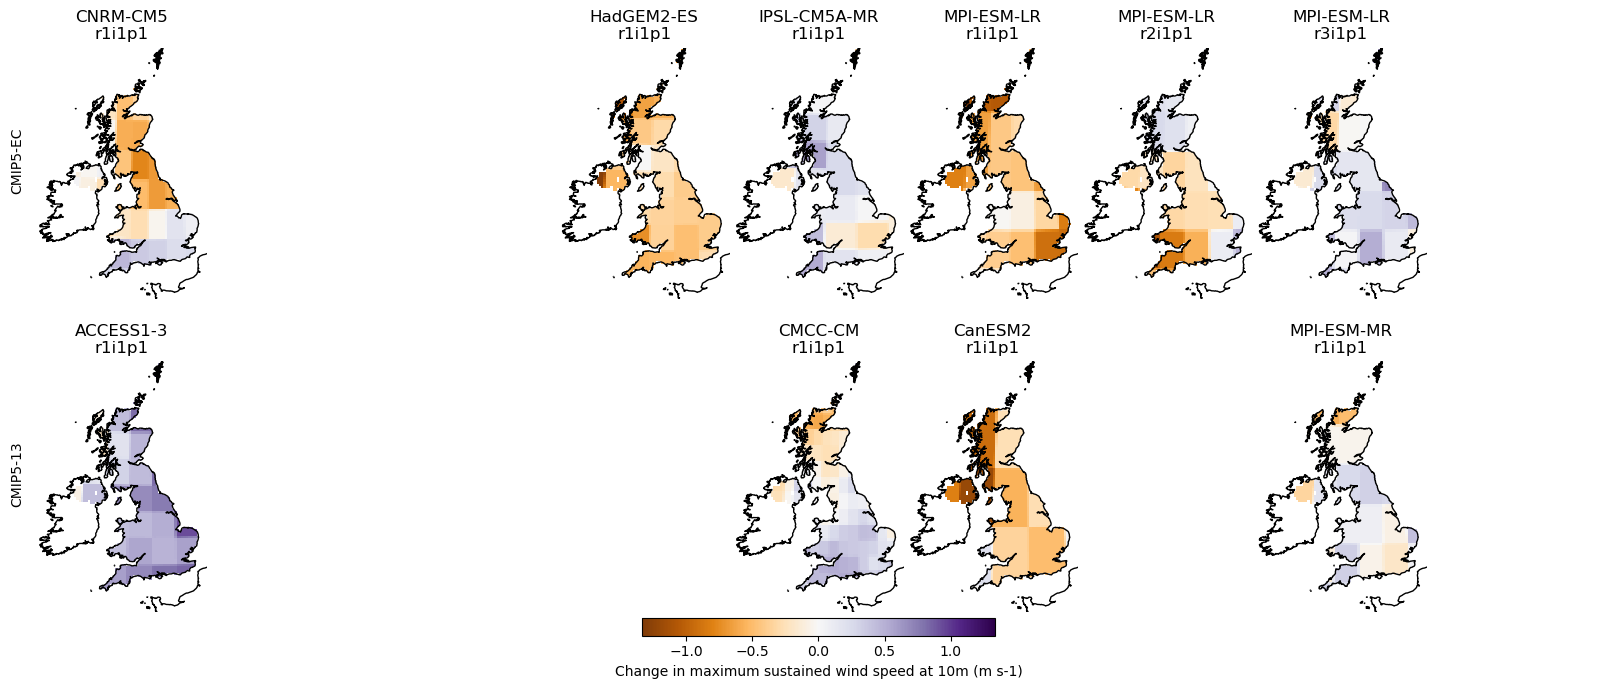 CNRM-CM5
r1i1p1
HadGEM2-ES
r1i1p1
IPSL-CM5A-MR
r1i1p1
MPI-ESM-LR
r1i1p1
MPI-ESM-LR
r2i1p1
MPI-ESM-LR
r3i1p1
CMIP5-EC
ACCESS1-3
r1i1p1
CMCC-CM
r1i1p1
CanESM2
r1i1p1
MPI-ESM-MR
r1i1p1
CMIP5-13
−1.0 −0.5 0.0 0.5 1.0
Change in maximum sustained wind speed at 10m (m s-1)